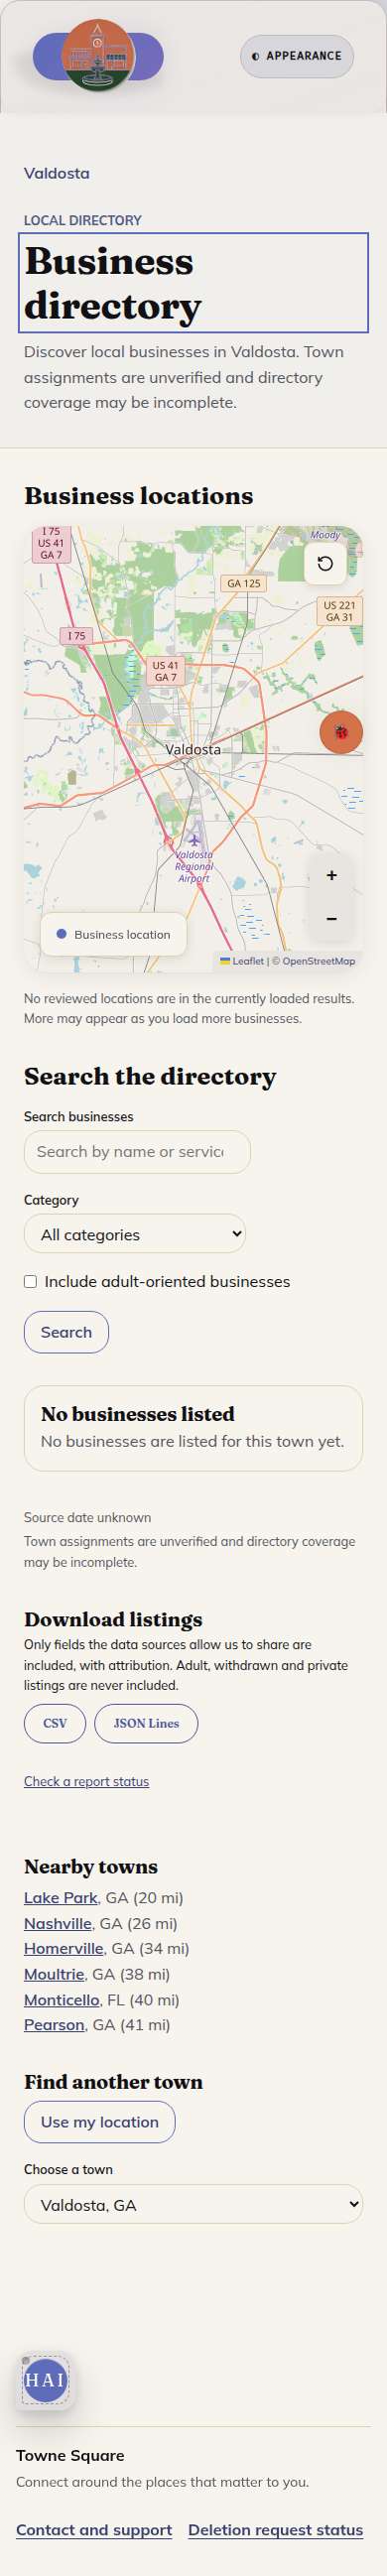 APPEARANCE
Valdosta
LOCAL DIRECTORY
Business
directory
Discover local businesses in Valdosta. Town
assignments are unverified and directory
coverage may be incomplete.
Business locations
I 75
US 41
GA 7
Moody
GA 125
US 221
GA 31
I 75
US 41
GA 7
Valdosta
Valdosta
Regional
Airport
+
−
Business location
Leaflet | © OpenStreetMap
No reviewed locations are in the currently loaded results.
More may appear as you load more businesses.
Search the directory
Search businesses
Search by name or service
Category
All categories
Include adult-oriented businesses
Search
No businesses listed
No businesses are listed for this town yet.
Source date unknown
Town assignments are unverified and directory coverage
may be incomplete.
Download listings
Only fields the data sources allow us to share are
included, with attribution. Adult, withdrawn and private
listings are never included.
CSV JSON Lines
Check a report status
Nearby towns
Lake Park, GA (20 mi)
Nashville, GA (26 mi)
Homerville, GA (34 mi)
Moultrie, GA (38 mi)
Monticello, FL (40 mi)
Pearson, GA (41 mi)
Find another town
Use my location
Choose a town
Valdosta, GA
HAI
Towne Square
Connect around the places that matter to you.
Contact and support Deletion request status